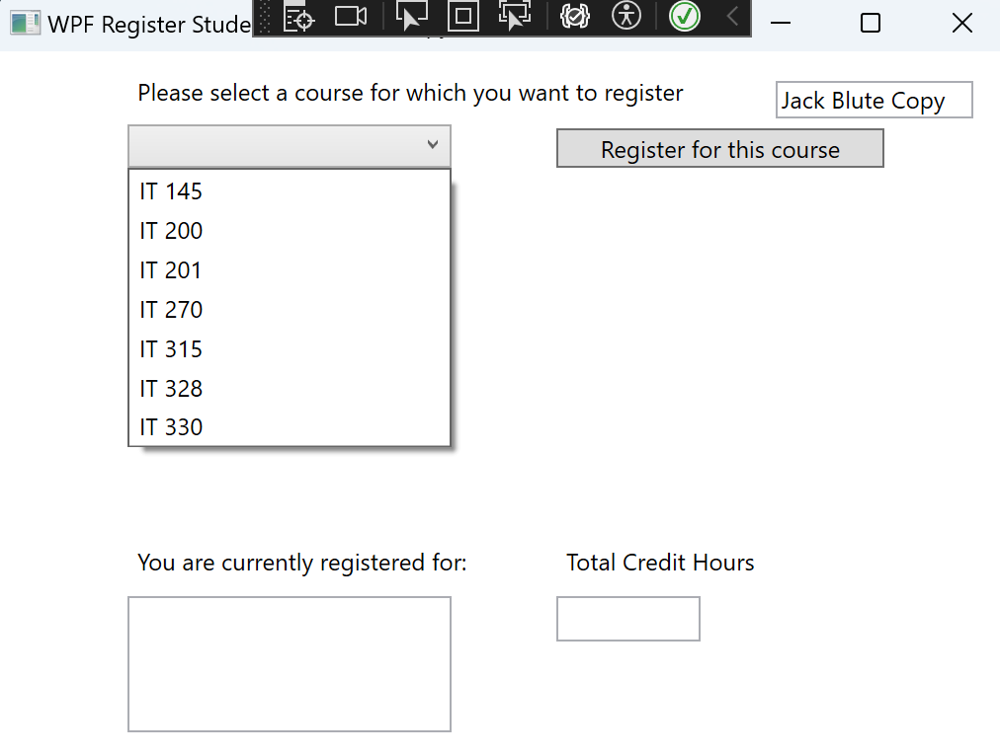 WPF Register Stude
Please select a course for which you want to register
Jack Blute Copy
Register for this course
IT 145
IT 200
IT 201
IT 270
IT 315
IT 328
IT 330
You are currently registered for:
Total Credit Hours